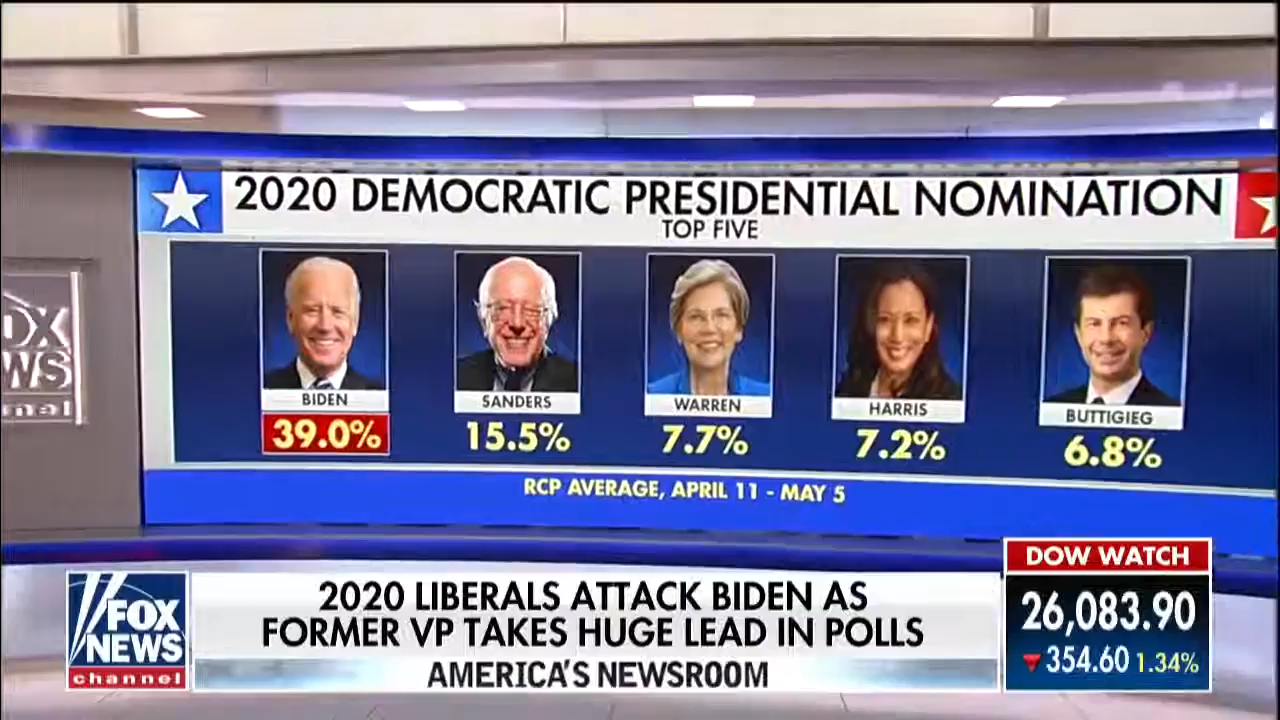 2020 DEMOCRATIC PRESIDENTIAL NOMINATION
TOP FIVE
BIDEN
39.0%
SANDERS
15.5%
WARREN
7.7%
HARRIS
7.2%
BUTTIGIEG
6.8%
RCP AVERAGE, APRIL 11 - MAY 5
2020 LIBERALS ATTACK BIDEN AS
FORMER VP TAKES HUGE LEAD IN POLLS
AMERICA'S NEWSROOM
FOX
NEWS
channel
DOW WATCH
26,083.90
354.60 1.34%